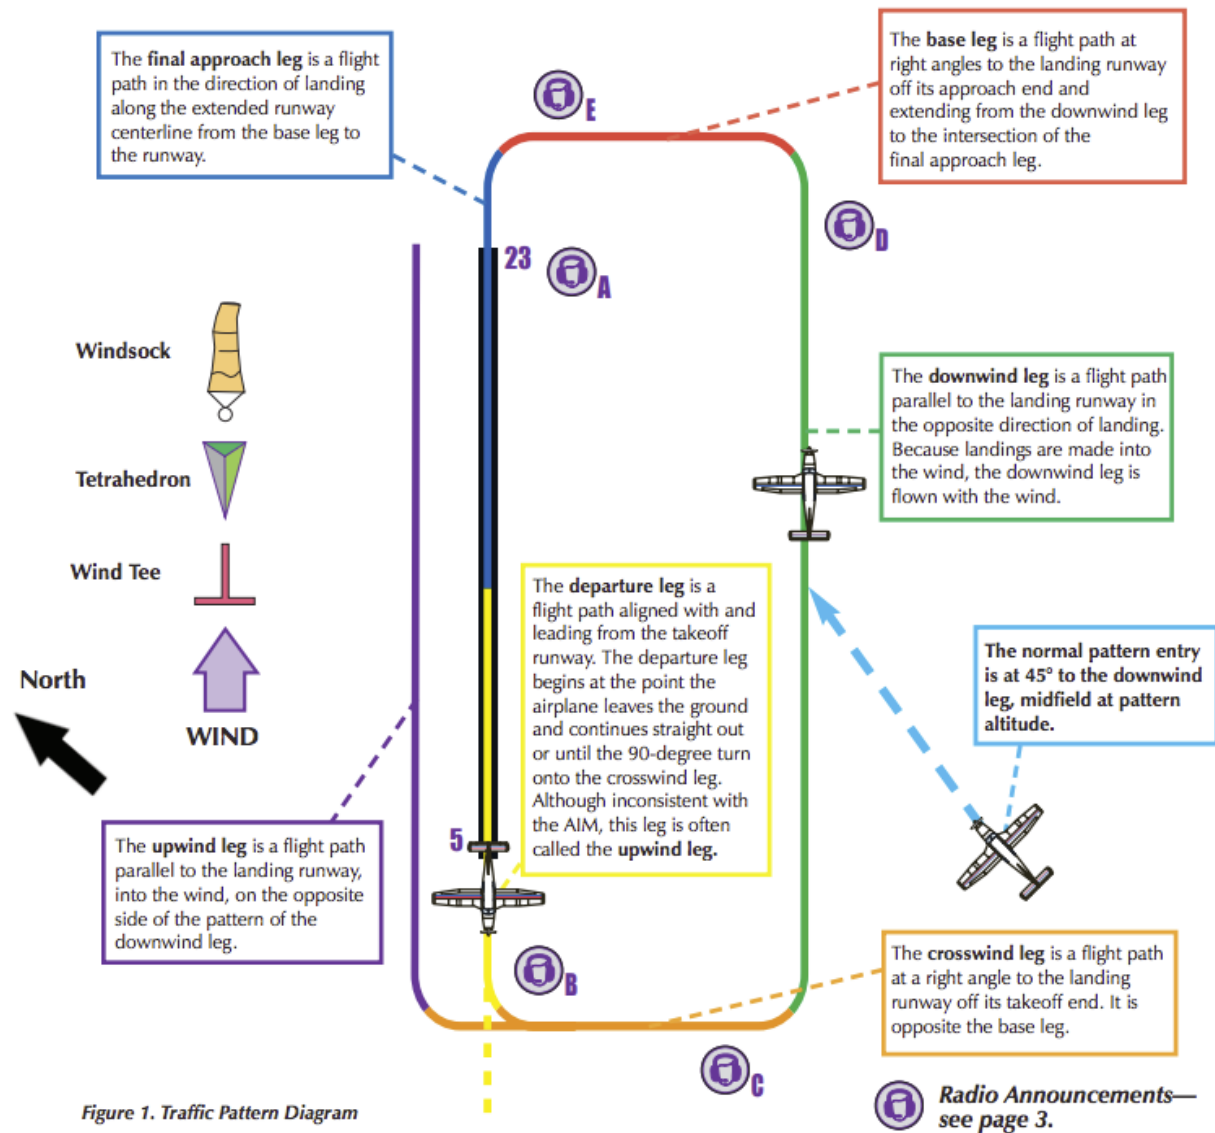 The final approach leg is a flight
path in the direction of landing
along the extended runway
centerline from the base leg to
the runway.
E
The base leg is a flight path at
right angles to the landing runway
off its approach end and
extending from the downwind leg
to the intersection of the
final approach leg.
D
23
A
Windsock
Tetrahedron
Wind Tee
North
WIND
The downwind leg is a flight path
parallel to the landing runway in
the opposite direction of landing.
Because landings are made into
the wind, the downwind leg is
flown with the wind.
The departure leg is a
flight path aligned with and
leading from the takeoff
runway. The departure leg
begins at the point the
airplane leaves the ground
and continues straight out
or until the 90-degree turn
onto the crosswind leg.
Although inconsistent with
the AIM, this leg is often
called the upwind leg.
The normal pattern entry
is at 45° to the downwind
leg, midfield at pattern
altitude.
5
The upwind leg is a flight path
parallel to the landing runway,
into the wind, on the opposite
side of the pattern of the
downwind leg.
B
The crosswind leg is a flight path
at a right angle to the landing
runway off its takeoff end. It is
opposite the base leg.
C
Figure 1. Traffic Pattern Diagram
Radio Announcements—
see page 3.